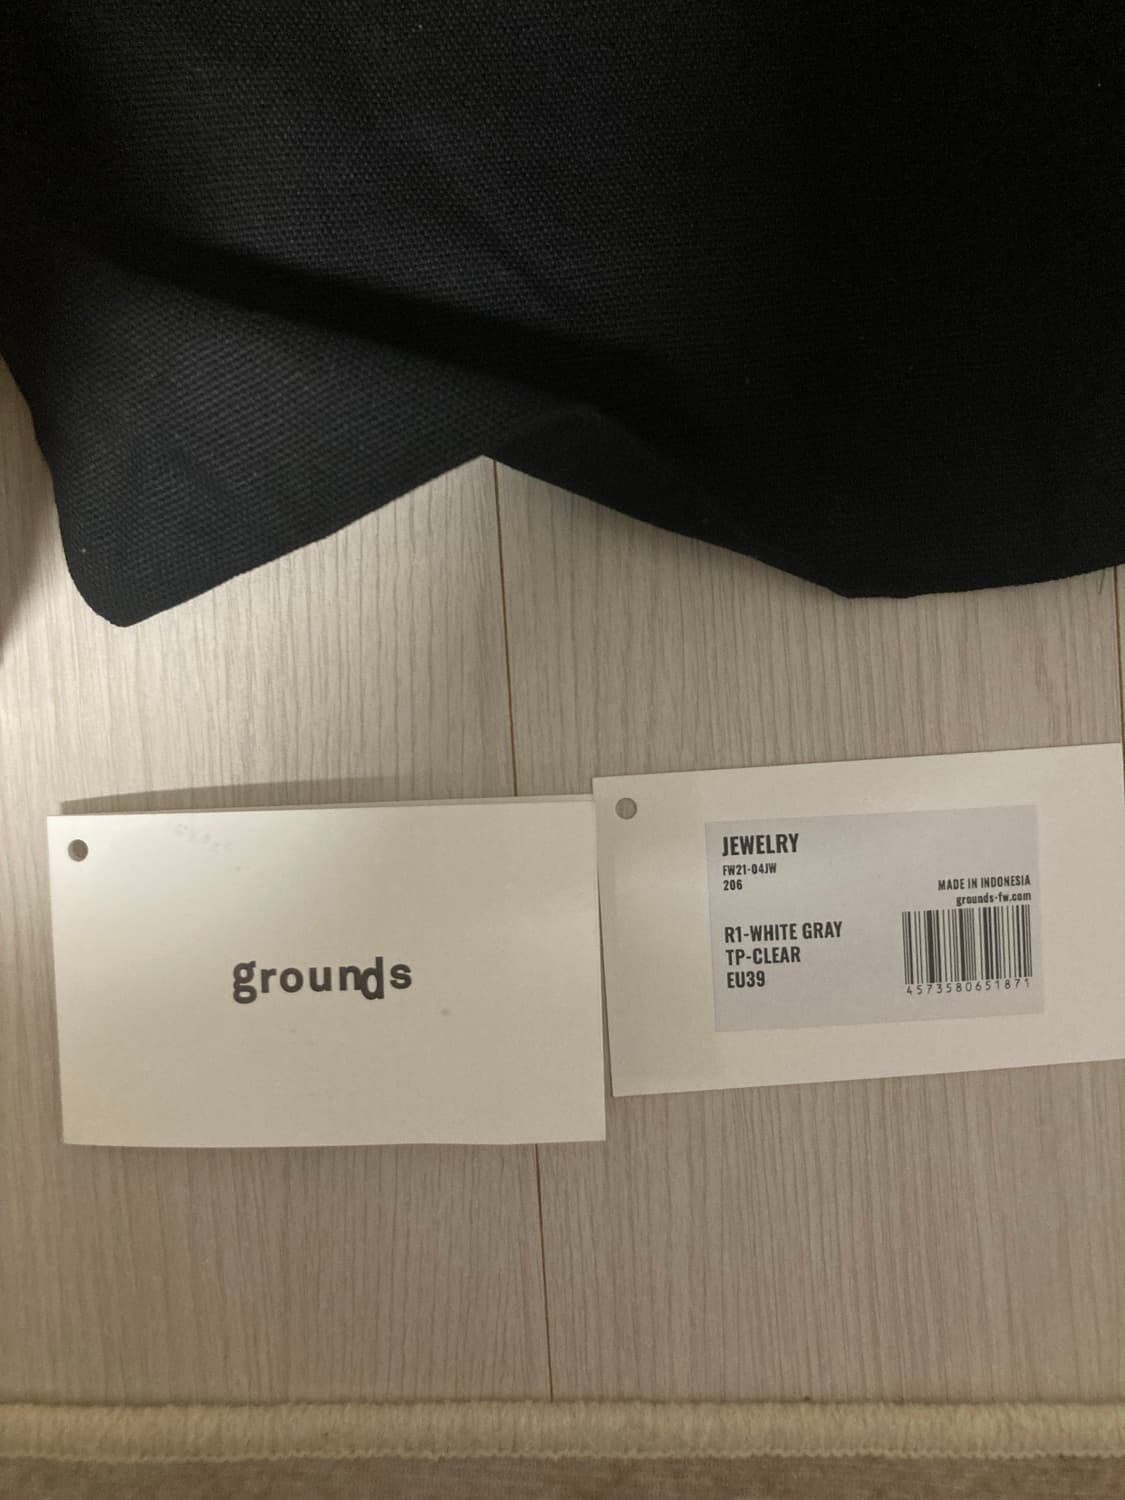 grounds
JEWELRY
FW21-04JW
206
MADE IN INDONESIA
grounds-fw.com
R1-WHITE GRAY
TP-CLEAR
EU39
4573580651871